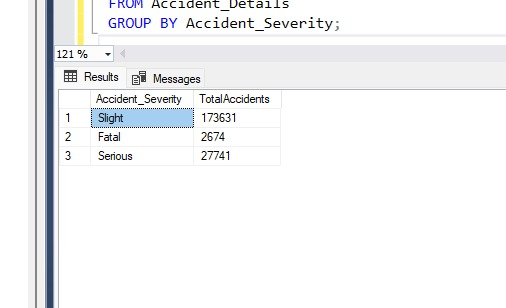 FROM Accident_Details
GROUP BY Accident_Severity;
121 %
Results Messages
Accident_Severity TotalAccidents
1 Slight 173631
2 Fatal 2674
3 Serious 27741